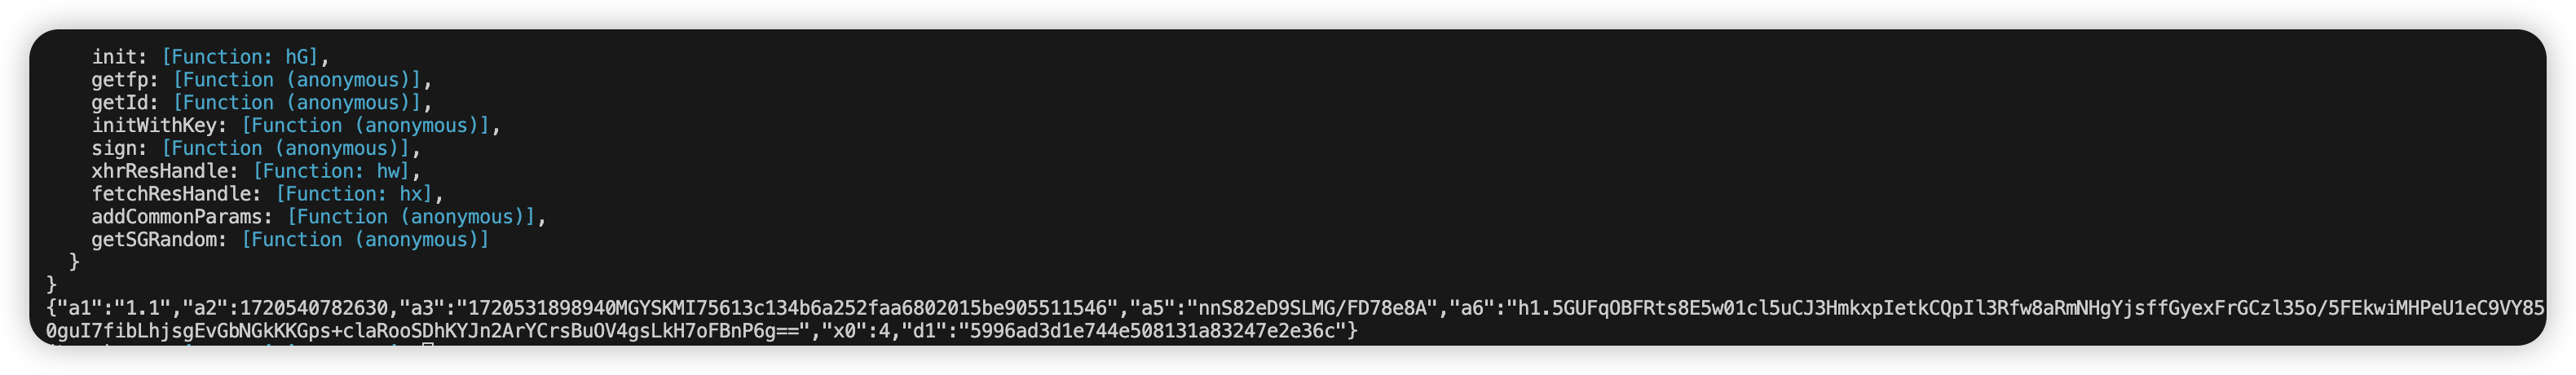 init: [Function: hG],
getfp: [Function (anonymous)],
getId: [Function (anonymous)],
initWithKey: [Function (anonymous)],
sign: [Function (anonymous)],
xhrResHandle: [Function: hw],
fetchResHandle: [Function: hx],
addCommonParams: [Function (anonymous)],
getSGRandom: [Function (anonymous)]
}
}
{"a1":"1.1","a2":1720540782630,"a3":"1720531898940MGYSKMI75613c134b6a252faa6802015be905511546","a5":"nnS82eD9SLMG/FD78e8A","a6":"h1.5GUFqOBFRts8E5w01cl5uCJ3HmkxpIetkCQpIl3Rfw8aRmNHgYjsffGyexFrGCzl35o/5FEkwiMHPeU1eC9VY85
0guI7fibLhjsgEvGbNGkKKGps+claRooSDhKYJn2ArYCrsBuOV4gsLkH7oFBnP6g==","x0":4,"d1":"5996ad3d1e744e508131a83247e2e36c"}